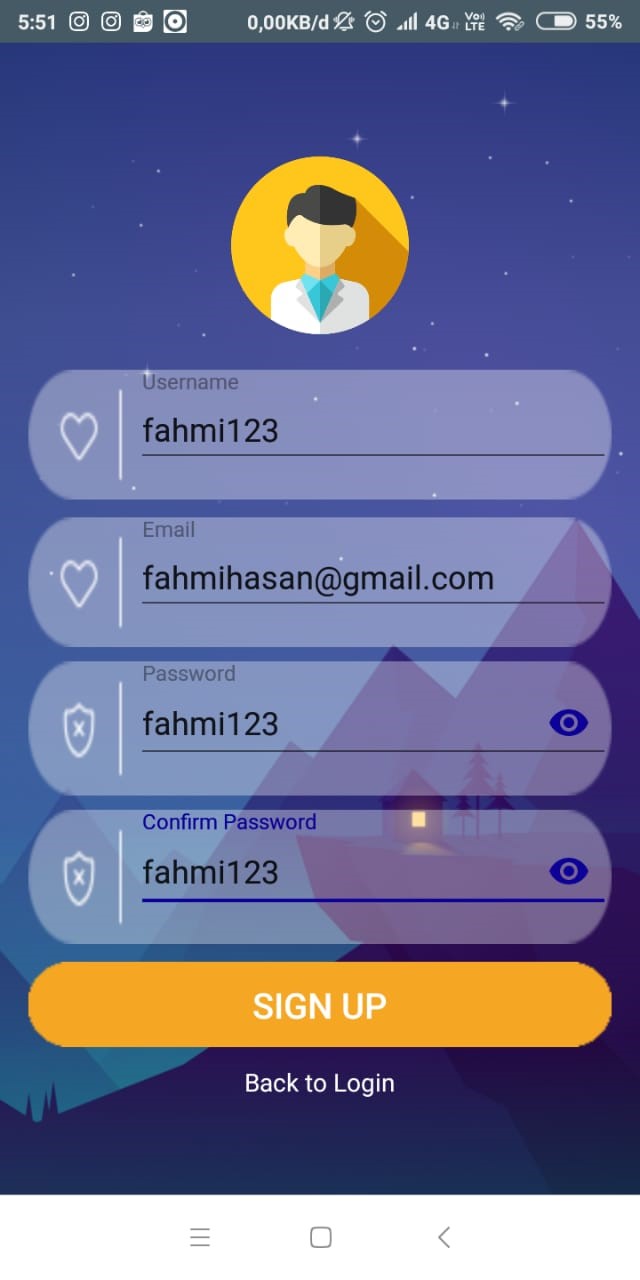 5:51 0,00KB/d 4G Vo)) LTE 55%
Username
fahmi123
Email
fahmihasan@gmail.com
Password
fahmi123
Confirm Password
fahmi123
SIGN UP
Back to Login